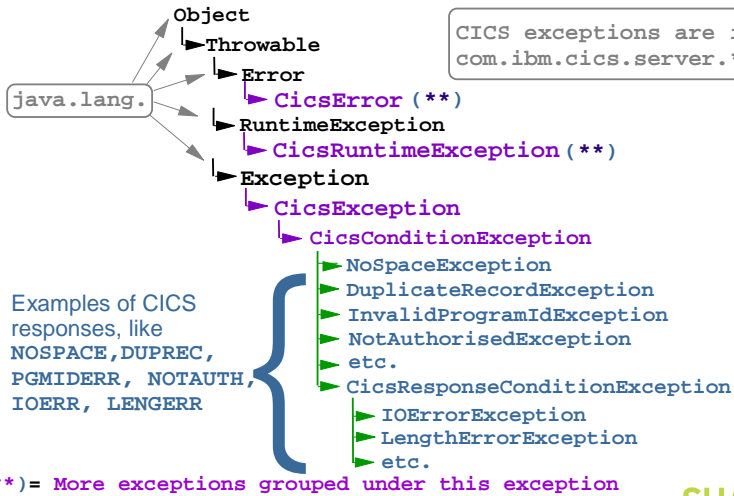 Object
Throwable
CICS exceptions are
com.ibm.cics.server.*
Error
java.lang.
CicsError (**)
RuntimeException
CicsRuntimeException (**)
Exception
CicsException
CicsConditionException
NoSpaceException
DuplicateRecordException
InvalidProgramIdException
NotAuthorisedException
etc.
CicsResponseConditionException
IOErrorException
LengthErrorException
etc.
Examples of CICS
responses, like
NOSPACE,DUPREC,
PGMIDERR, NOTAUTH,
IOERR, LENGERR
*)= More exceptions grouped under this exception